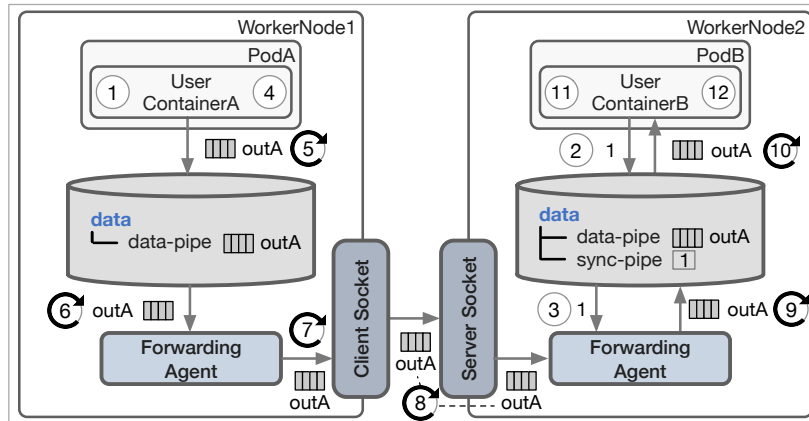 WorkerNode1
PodA
1
User
ContainerA
4
outA
5
data
data-pipe
outA
6
outA
7
Forwarding
Agent
outA
Client Socket
outA
8
Server Socket
WorkerNode2
PodB
11
User
ContainerB
12
2
1
outA
10
data
data-pipe
outA
sync-pipe
1
3
1
outA
9
Forwarding
Agent
outA